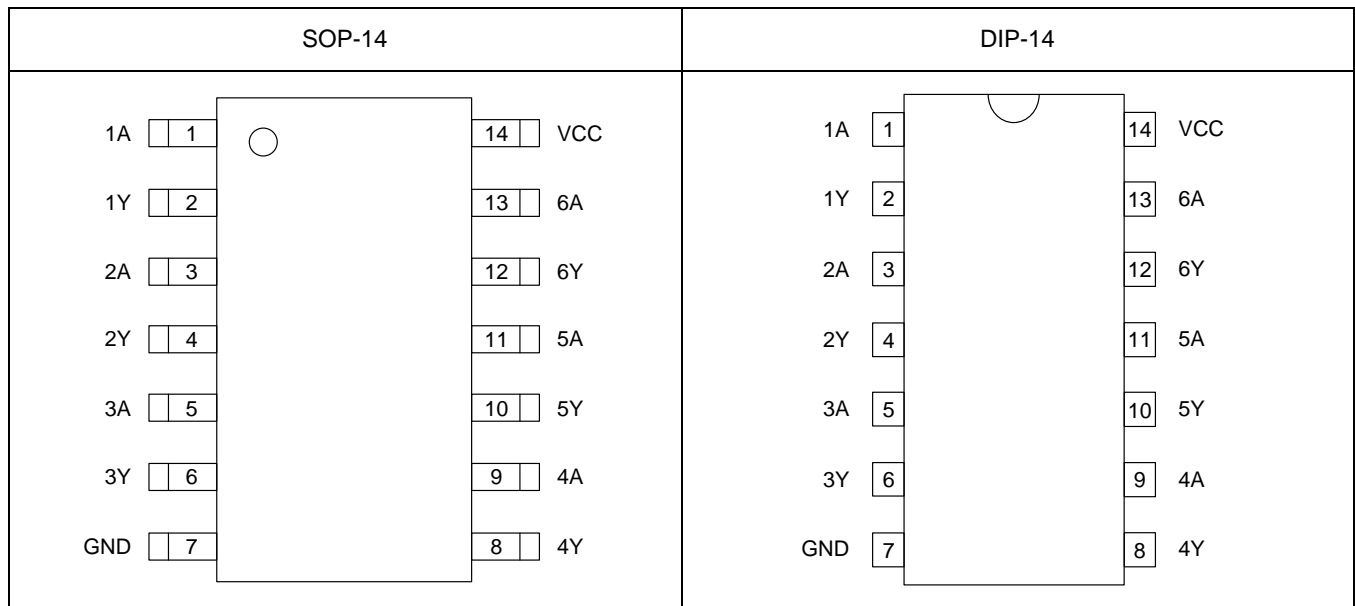 SOP-14 DIP-14
1A 1 14 VCC 1A 1 14 VCC
1Y 2 13 6A 1Y 2 13 6A
2A 3 12 6Y 2A 3 12 6Y
2Y 4 11 5A 2Y 4 11 5A
3A 5 10 5Y 3A 5 10 5Y
3Y 6 9 4A 3Y 6 9 4A
GND 7 8 4Y GND 7 8 4Y